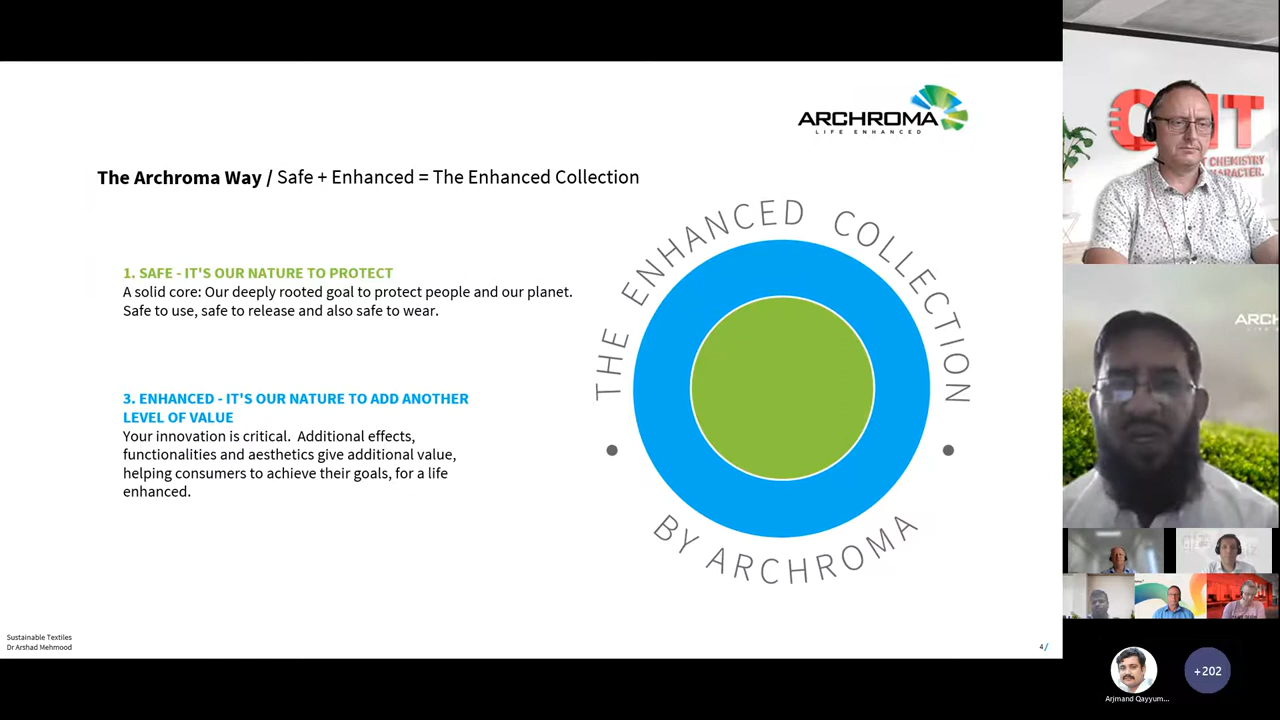 ARCHROMA
LIFE ENHANCED
The Archroma Way / Safe + Enhanced = The Enhanced Collection
1. SAFE - IT'S OUR NATURE TO PROTECT
A solid core: Our deeply rooted goal to protect people and our planet.
Safe to use, safe to release and also safe to wear.
3. ENHANCED - IT'S OUR NATURE TO ADD ANOTHER
LEVEL OF VALUE
Your innovation is critical.  Additional effects,
functionalities and aesthetics give additional value,
helping consumers to achieve their goals, for a life
enhanced.
THE ENHANCED COLLECTION
BY ARCHROMA
Sustainable Textiles
Dr Arshad Mehmood
4/
T CHEMISTRY
ARCH
Arjmand Qayyum...
+202